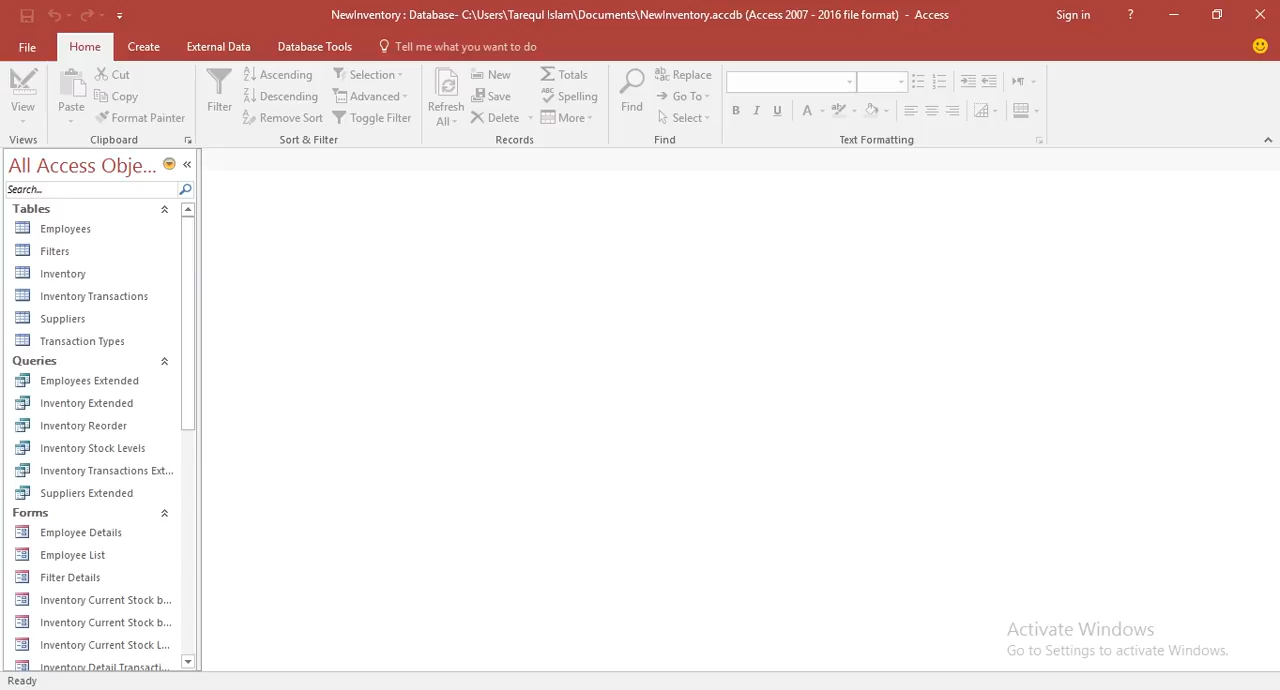 NewInventory : Database- C:\Users\Tarequl Islam\Documents\NewInventory.accdb (Access 2007 - 2016 file format) - Access
Sign in
?
File
Home
Create
External Data
Database Tools
Tell me what you want to do
View
Views
Paste
Cut
Copy
Format Painter
Clipboard
Filter
Ascending
Descending
Remove Sort
Selection
Advanced
Toggle Filter
Sort & Filter
Refresh
All
New
Save
Delete
Totals
Spelling
More
Records
Find
Replace
Go To
Select
Find
B I U A
Text Formatting
All Access Obje...
Search...
Tables
Employees
Filters
Inventory
Inventory Transactions
Suppliers
Transaction Types
Queries
Employees Extended
Inventory Extended
Inventory Reorder
Inventory Stock Levels
Inventory Transactions Ext...
Suppliers Extended
Forms
Employee Details
Employee List
Filter Details
Inventory Current Stock b...
Inventory Current Stock b...
Inventory Current Stock L...
Inventory Detail Transacti...
Activate Windows
Go to Settings to activate Windows.
Ready